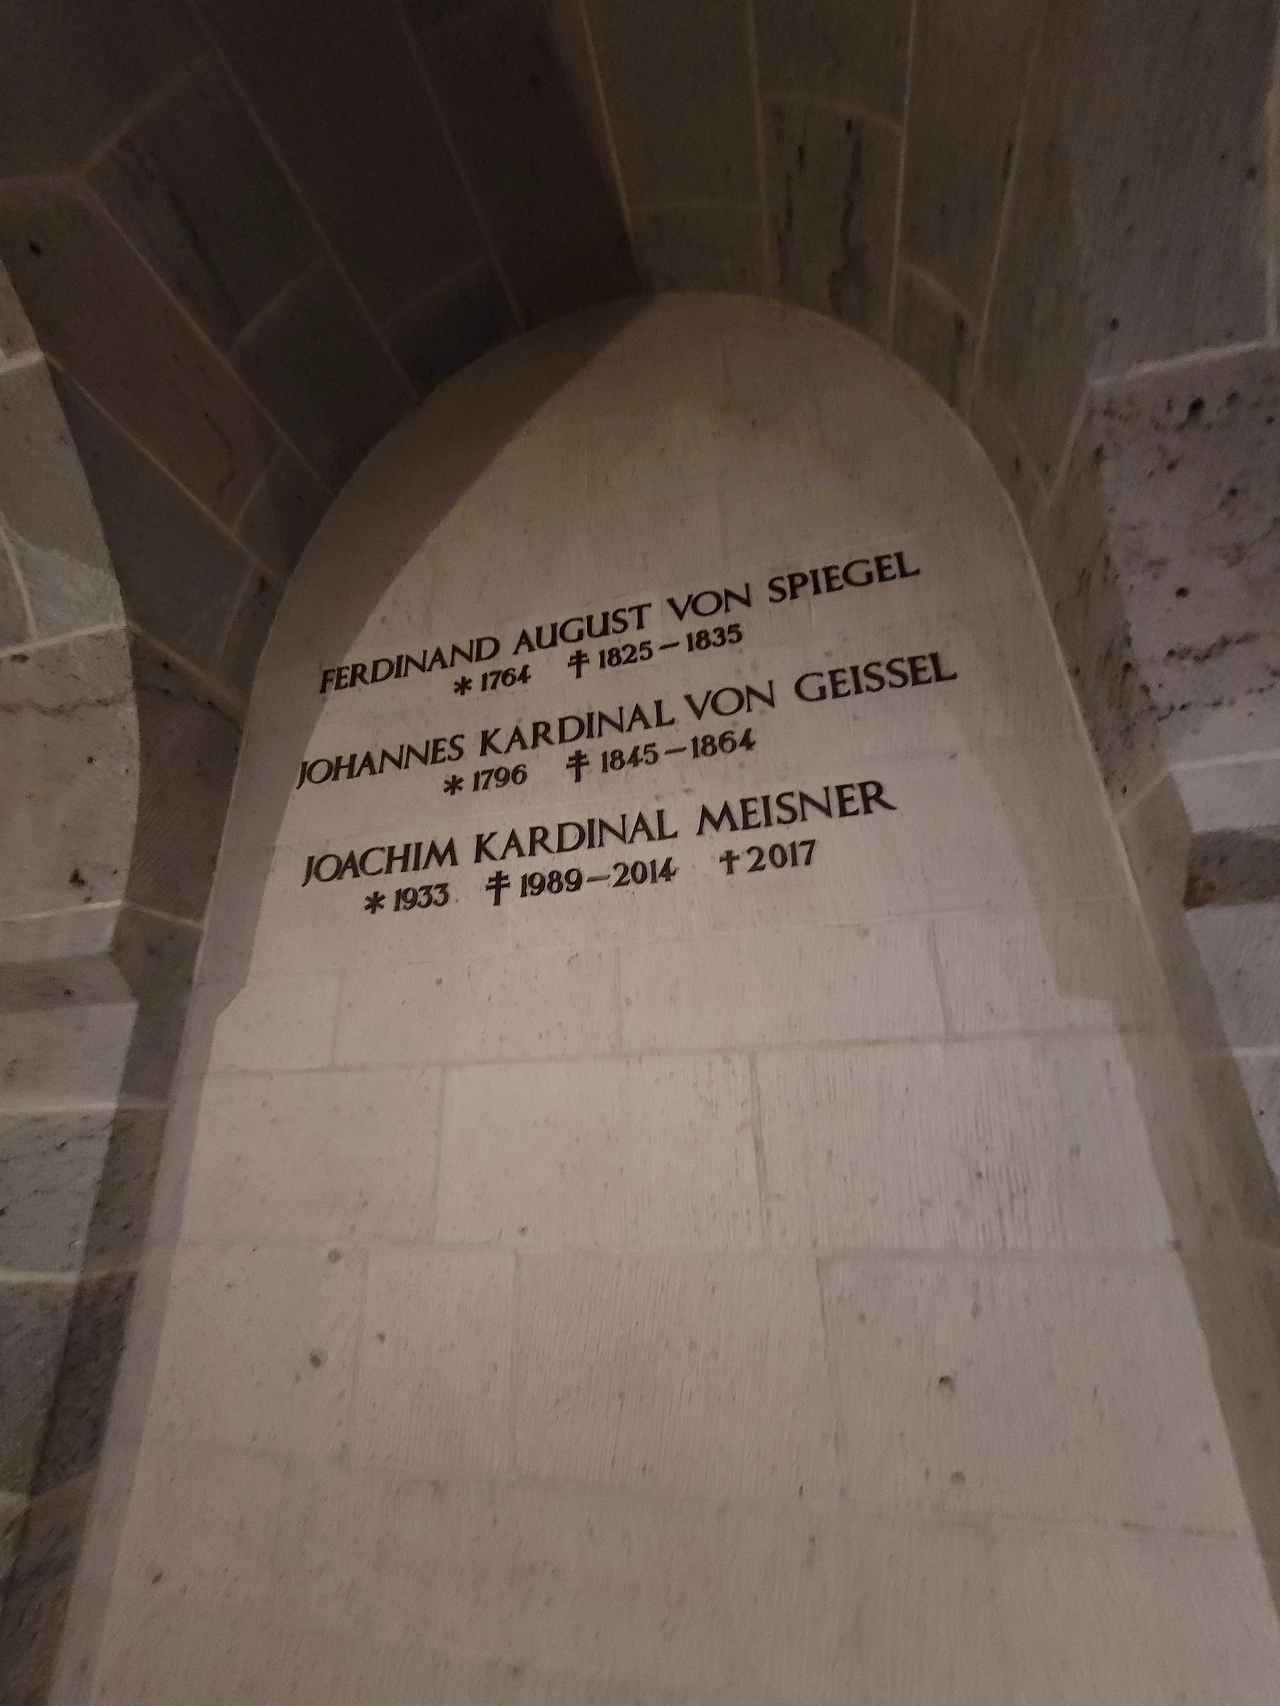 FERDINAND AUGUST VON SPIEGEL
* 1764 ‡ 1825–1835
JOHANNES KARDINAL VON GEISSEL
* 1796 ‡ 1845–1864
JOACHIM KARDINAL MEISNER
* 1933 ‡ 1989–2014 † 2017